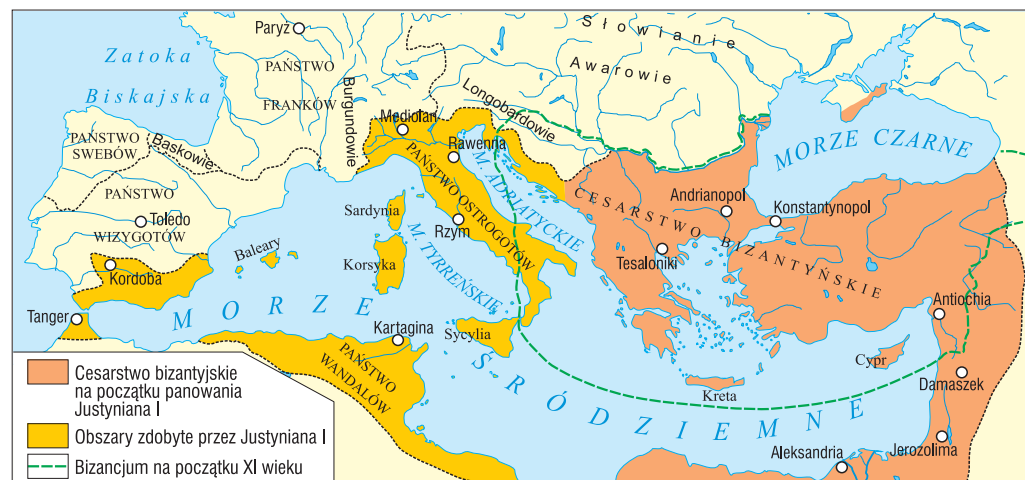 Paryż
Zatoka
Biskajska
PAŃSTWO
FRANKÓW
Burgundowie
Słowianie
Awarowie
Longobardowie
PAŃSTWO
SWEBÓW
Baskowie
PAŃSTWO
WIZYGOTÓW
Toledo
Kordoba
Baleary
Tanger
Mediolan
Rawenna
PAŃSTWO OSTROGOTÓW
M. ADRIATYCKIE
Sardynia
Korsyka
Rzym
M. TYRREŃSKIE
Sycylia
Kartagina
PAŃSTWO
WANDALÓW
MORZE ŚRÓDZIEMNE
MORZE CZARNE
CESARSTWO BIZANTYŃSKIE
Andrianopol
Konstantynopol
Tesaloniki
Antiochia
Cypr
Damaszek
Kreta
Aleksandria
Jerozolima
Cesarstwo bizantyjskie
na początku panowania
Justyniana I
Obszary zdobyte przez Justyniana I
Bizancjum na początku XI wieku